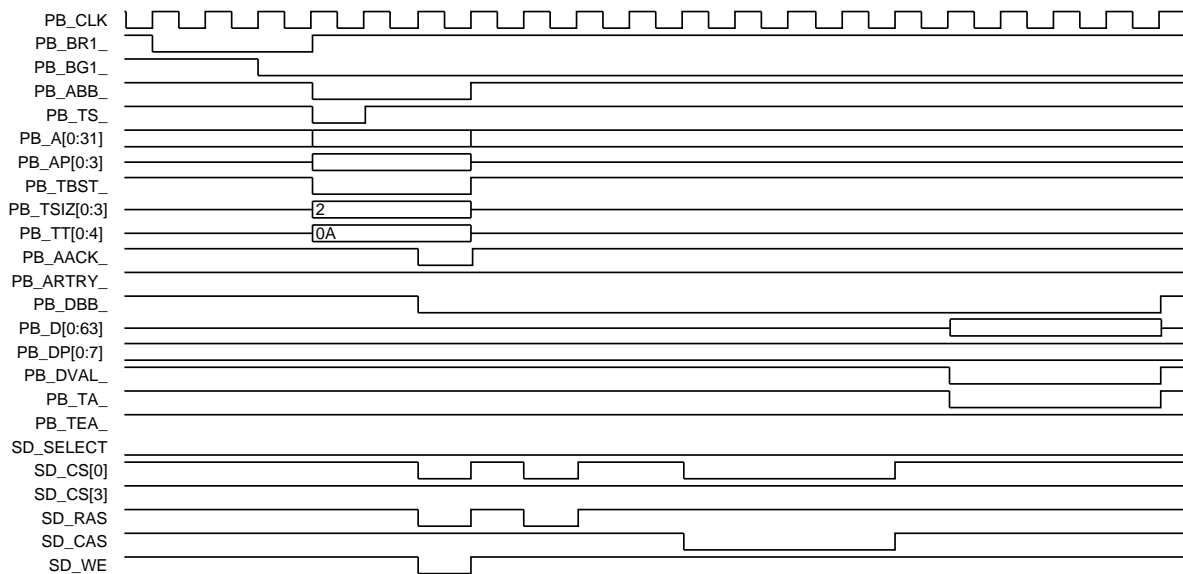 PB_CLK
PB_BR1_
PB_BG1_
PB_ABB_
PB_TS_
PB_A[0:31]
PB_AP[0:3]
PB_TBST_
PB_TSIZ[0:3] 2
PB_TT[0:4] 0A
PB_AACK_
PB_ARTRY_
PB_DBB_
PB_D[0:63]
PB_DP[0:7]
PB_DVAL_
PB_TA_
PB_TEA_
SD_SELECT
SD_CS[0]
SD_CS[3]
SD_RAS
SD_CAS
SD_WE